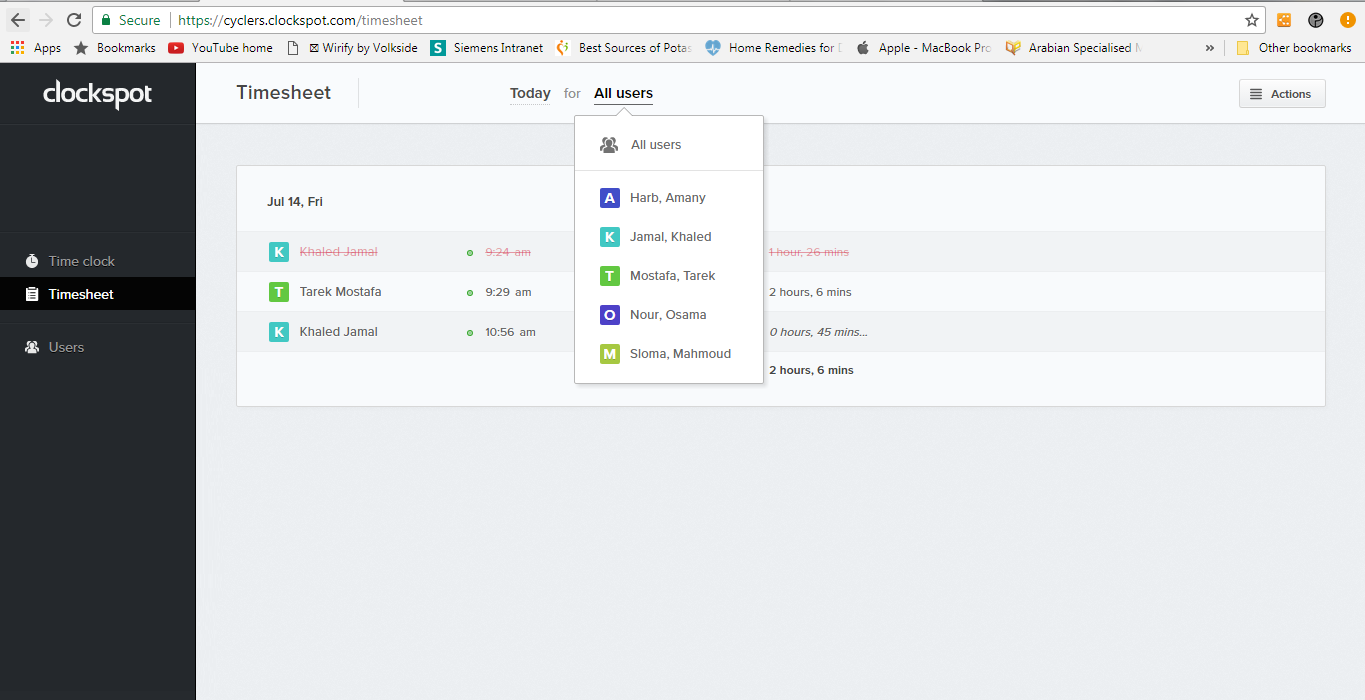 Secure https://cyclers.clockspot.com/timesheet
Apps Bookmarks YouTube home Wirify by Volkside S Siemens Intranet Best Sources of Potas Home Remedies for Apple - MacBook Pro Arabian Specialised » Other bookmarks
clockspot
Timesheet
Today for All users
Actions
All users
A Harb, Amany
K Jamal, Khaled
T Mostafa, Tarek
O Nour, Osama
M Sloma, Mahmoud
Jul 14, Fri
K Khaled Jamal 9:24 am 1 hour, 26 mins
T Tarek Mostafa 9:29 am 2 hours, 6 mins
K Khaled Jamal 10:56 am 0 hours, 45 mins...
2 hours, 6 mins
Time clock
Timesheet
Users